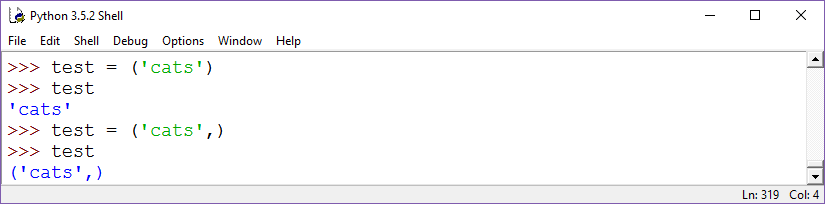 Python 3.5.2 Shell
File Edit Shell Debug Options Window Help
>>> test = ('cats')
>>> test
'cats'
>>> test = ('cats',)
>>> test
('cats',)
Ln: 319 Col: 4